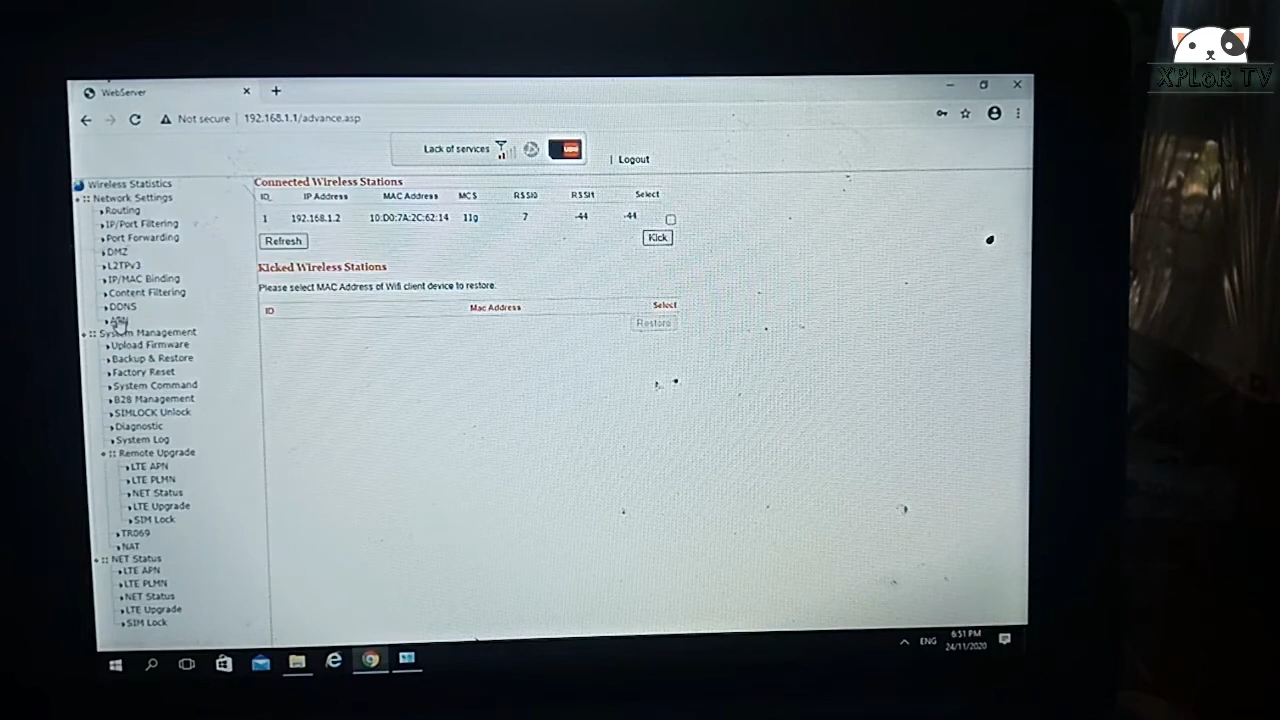 XPLoR TV
WebServer
Not secure | 192.168.1.1/advance.asp
Lack of services
| Logout
Wireless Statistics
Network Settings
Routing
IP/Port Filtering
Port Forwarding
DMZ
L2TPv3
IP/MAC Binding
Content Filtering
DDNS
APN
System Management
Upload Firmware
Backup & Restore
Factory Reset
System Command
B28 Management
SIMLOCK Unlock
Diagnostic
System Log
Remote Upgrade
LTE APN
LTE PLMN
NET Status
LTE Upgrade
SIM Lock
TR069
NAT
NET Status
LTE APN
LTE PLMN
NET Status
LTE Upgrade
SIM Lock
Connected Wireless Stations
ID IP Address MAC Address MCS RSSI0 RSSI1 Select
1 192.168.1.2 10:D0:7A:2C:62:14 11g 7 -44 -44
Refresh Kick
Kicked Wireless Stations
Please select MAC Address of Wifi client device to restore.
ID Mac Address Select
Restore
ENG 6:51 PM
24/11/2020